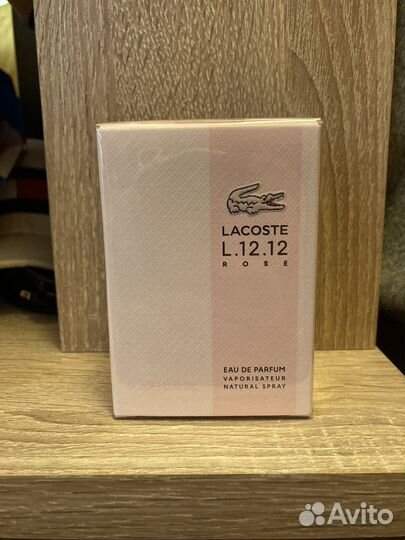 LACOSTE
L.12.12
ROSE
EAU DE PARFUM
VAPORISATEUR
NATURAL SPRAY
Avito